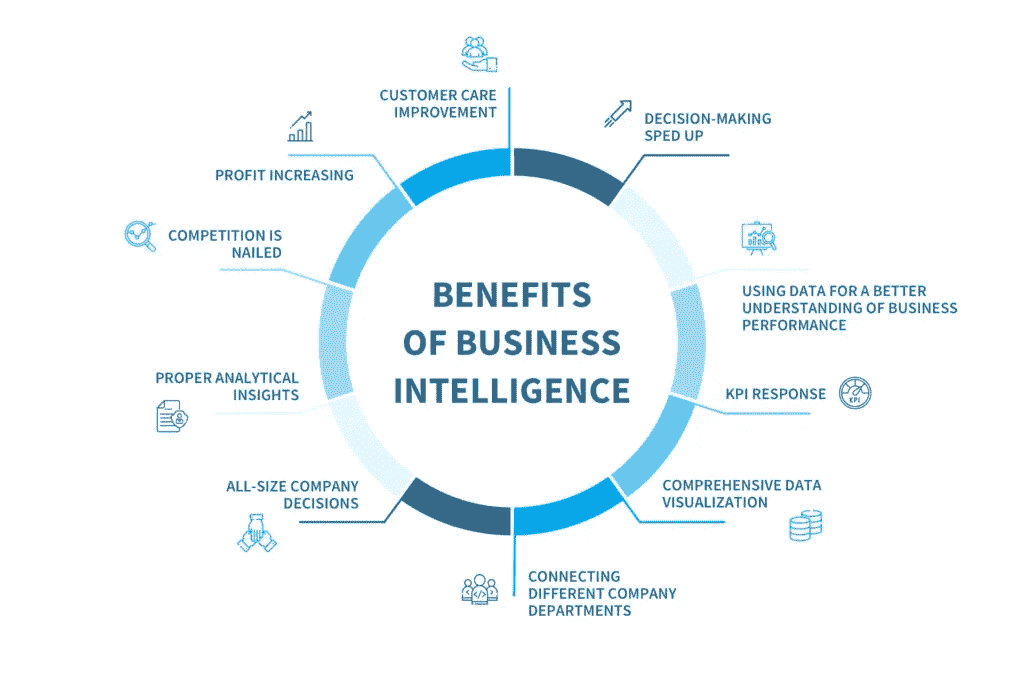 CUSTOMER CARE
IMPROVEMENT
DECISION-MAKING
SPED UP
PROFIT INCREASING
COMPETITION IS
NAILED
USING DATA FOR A BETTER
UNDERSTANDING OF BUSINESS
PERFORMANCE
BENEFITS
OF BUSINESS
INTELLIGENCE
PROPER ANALYTICAL
INSIGHTS
KPI RESPONSE
KPI
ALL-SIZE COMPANY
DECISIONS
COMPREHENSIVE DATA
VISUALIZATION
CONNECTING
DIFFERENT COMPANY
DEPARTMENTS